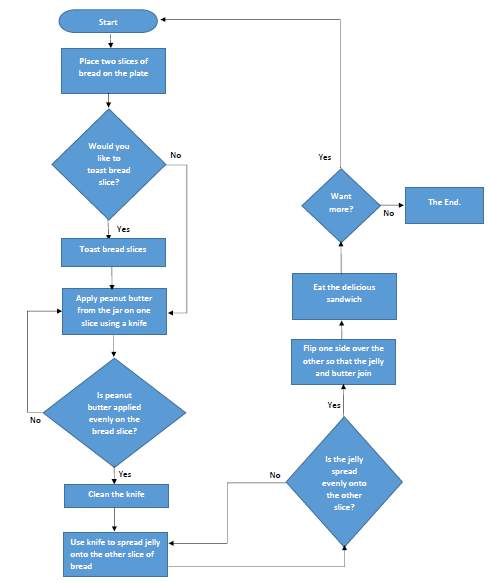 Start
Place two slices of
bread on the plate
Would you
like to
toast bread
slice?
No
Yes
Toast bread slices
Apply peanut butter
from the jar on one
slice using a knife
Is peanut
butter applied
evenly on the
bread slice?
No
Yes
Clean the knife
Use knife to spread jelly
onto the other slice of
bread
Is the jelly
spread
evenly onto
the other
slice?
No
Yes
Flip one side over the
other so that the jelly
and butter join
Eat the delicious
sandwich
Want
more?
Yes
No
The End.